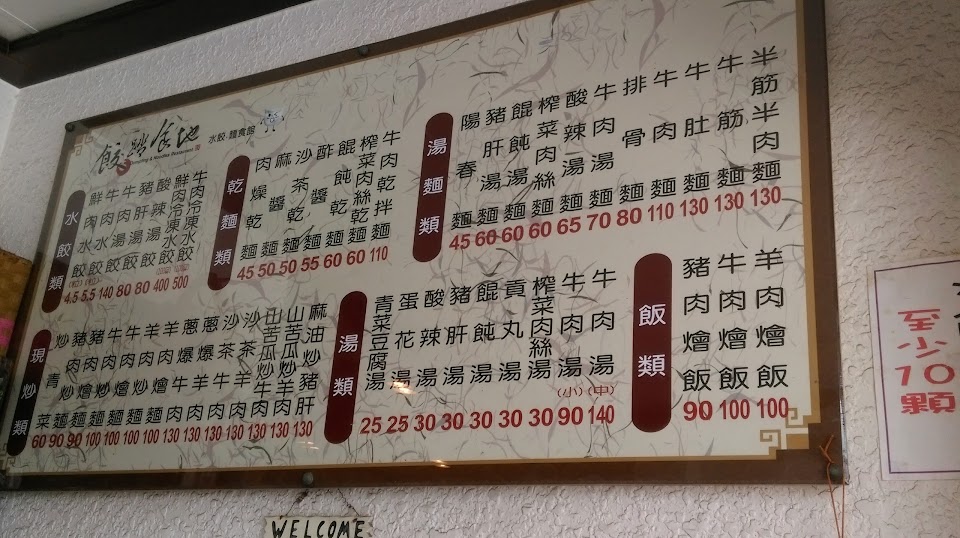 水餃·麵食館
水餃類
鮮肉水餃 4.5
牛肉水餃 5.5
牛肉湯餃 140
豬肝湯餃 80
酸辣湯餃 80
鮮肉冷凍水餃 400
牛肉冷凍水餃 500
乾麵類
肉燥乾麵 45
麻醬麵 50
沙茶乾麵 50
酢醬麵 55
餛飩乾麵 60
榨菜肉絲乾麵 60
牛肉乾拌麵 110
湯麵類
陽春麵 45
豬肝湯麵 60
餛飩湯麵 60
榨菜肉絲麵 60
酸辣湯麵 65
牛肉湯麵 70
排骨麵 80
牛肉麵 110
牛肚麵 130
牛筋麵 130
半筋半肉麵 130
現炒類
炒青菜 60
豬肉炒麵 90
豬肉燴麵 90
牛肉炒麵 100
牛肉燴麵 100
羊肉炒麵 100
羊肉燴麵 100
蔥爆牛肉 130
蔥爆羊肉 130
沙茶牛肉 130
沙茶羊肉 130
山苦瓜炒牛肉 130
山苦瓜炒羊肉 130
麻油炒豬肝 130
湯類
青菜豆腐湯 25
蛋花湯 25
酸辣湯 30
豬肝湯 30
餛飩湯 30
貢丸湯 30
榨菜肉絲湯 30
牛肉湯(小) 90
牛肉湯(中) 140
飯類
豬肉燴飯 90
牛肉燴飯 100
羊肉燴飯 100
至少10顆
WELCOME